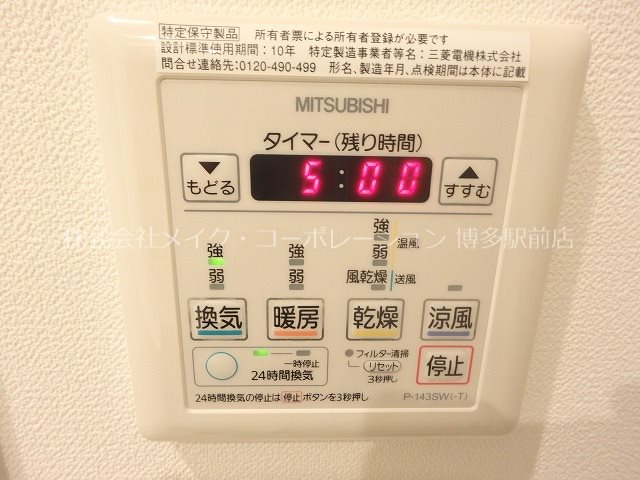 特定保守製品 所有者票による所有者登録が必要です
設計標準使用期間：10年 特定製造事業者等名：三菱電機株式会社
問合せ連絡先：0120-490-499 形名、製造年月、点検期間は本体に記載
MITSUBISHI
タイマー(残り時間)
▼ もどる 5:00 ▲ すすむ
株式会社メイク・コーポレーション 博多駅前店
強 強 強 温風
弱 弱 弱
風乾燥 送風
換気 暖房 乾燥 涼風
一時停止
24時間換気
フィルター清掃
リセット
3秒押し
停止
24時間換気の停止は 停止 ボタンを3秒押し
P-143SW(-T)